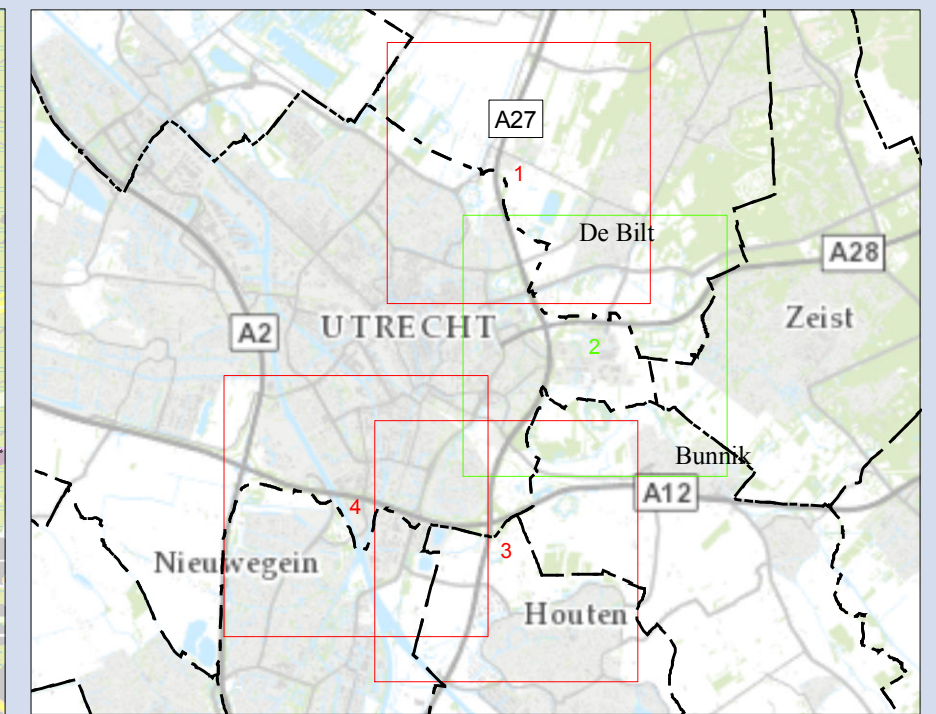 A27
1
De Bilt
A28
UTRECHT
A2
Zeist
2
Bunnik
A12
4
3
Nieuwegein
Houten